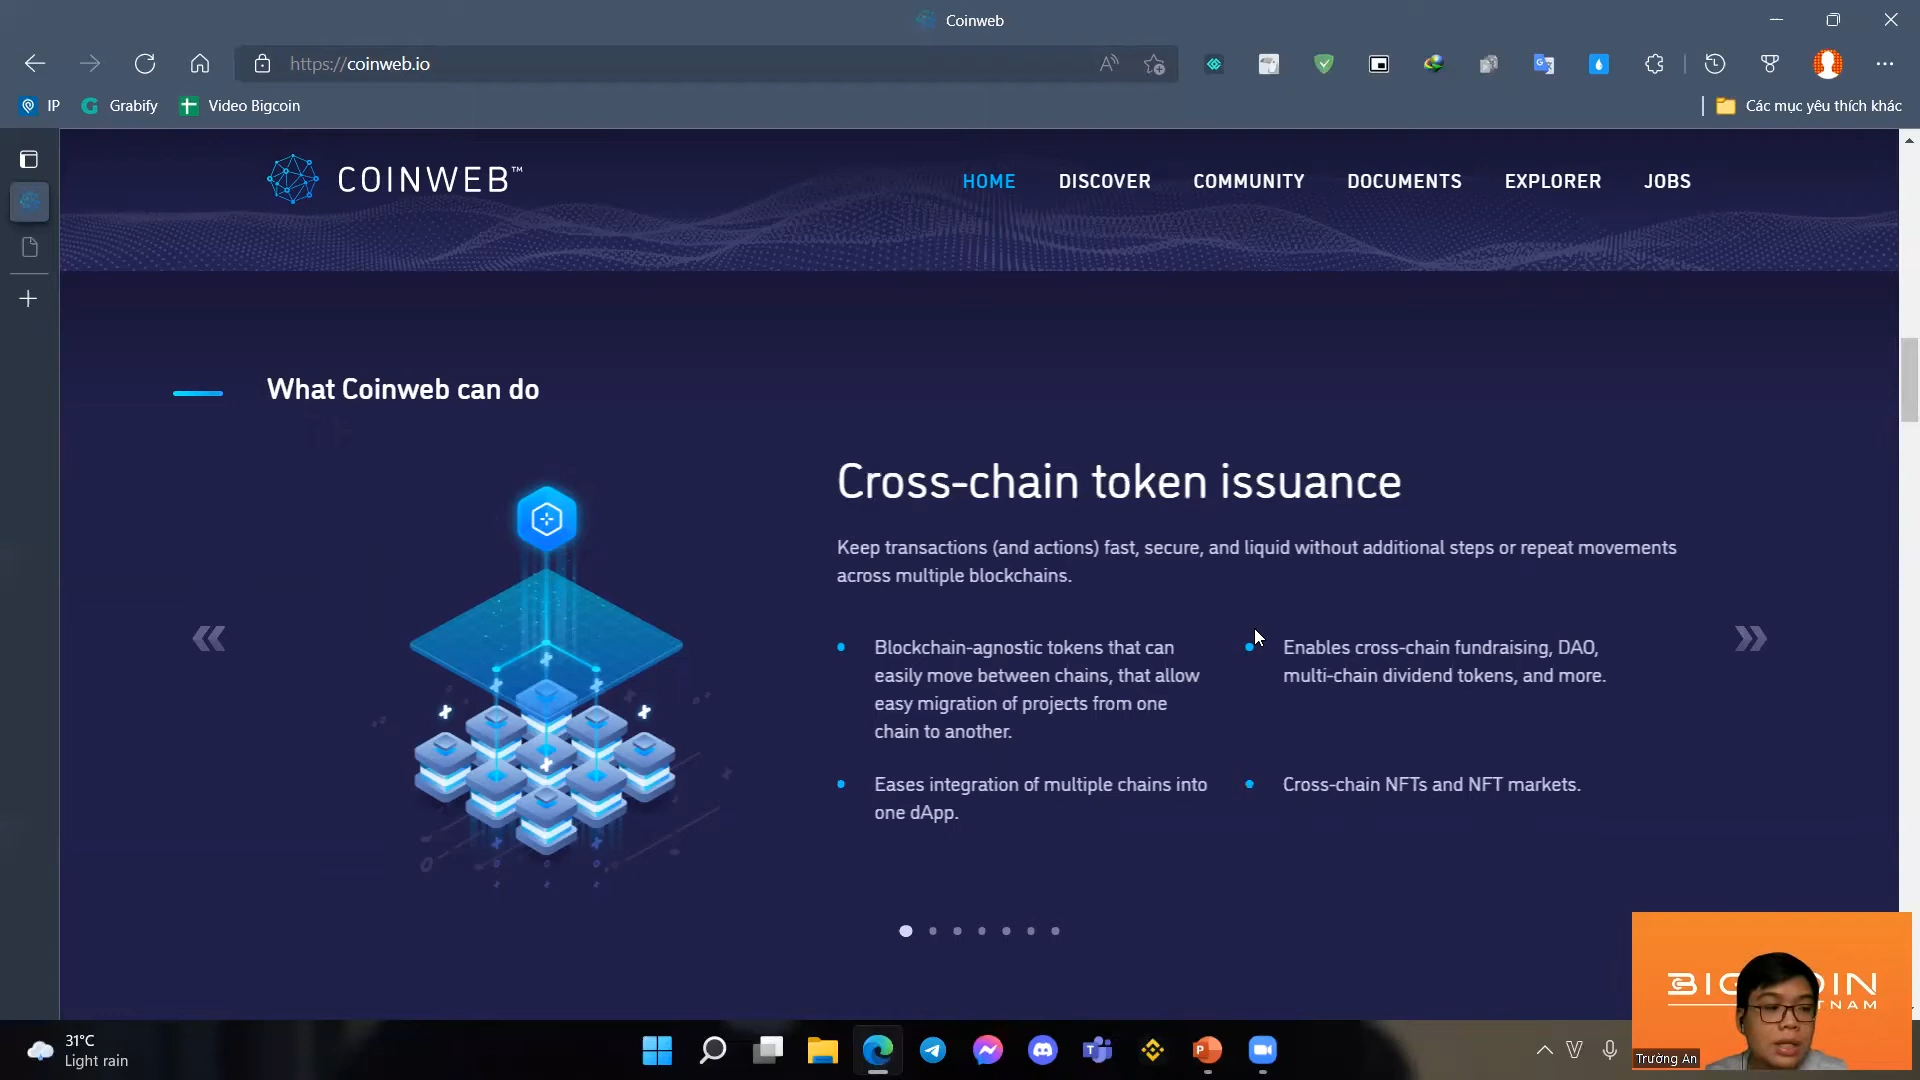 Coinweb
https://coinweb.io
IP
Grabify
Video Bigcoin
Các mục yêu thích khác
COINWEB™
HOME
DISCOVER
COMMUNITY
DOCUMENTS
EXPLORER
JOBS
What Coinweb can do
Cross-chain token issuance
Keep transactions (and actions) fast, secure, and liquid without additional steps or repeat movements
across multiple blockchains.
Blockchain-agnostic tokens that can
easily move between chains, that allow
easy migration of projects from one
chain to another.
Enables cross-chain fundraising, DAO,
multi-chain dividend tokens, and more.
Eases integration of multiple chains into
one dApp.
Cross-chain NFTs and NFT markets.
31°C
Light rain
Trường An